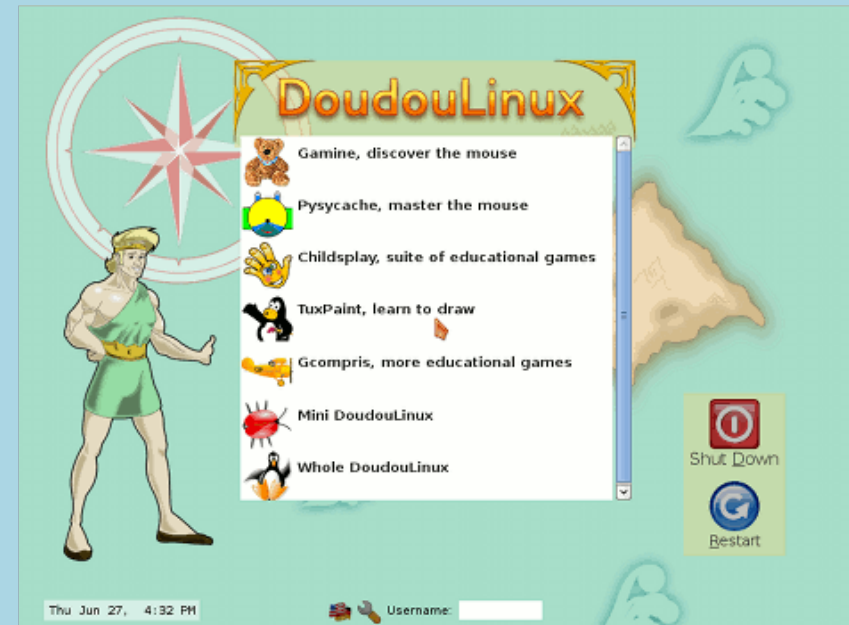 DoudouLinux
Gamine, discover the mouse
Pysycache, master the mouse
Childsplay, suite of educational games
TuxPaint, learn to draw
Gcompris, more educational games
Mini DoudouLinux
Whole DoudouLinux
Shut Down
Restart
Thu Jun 27, 4:32 PM
Username: